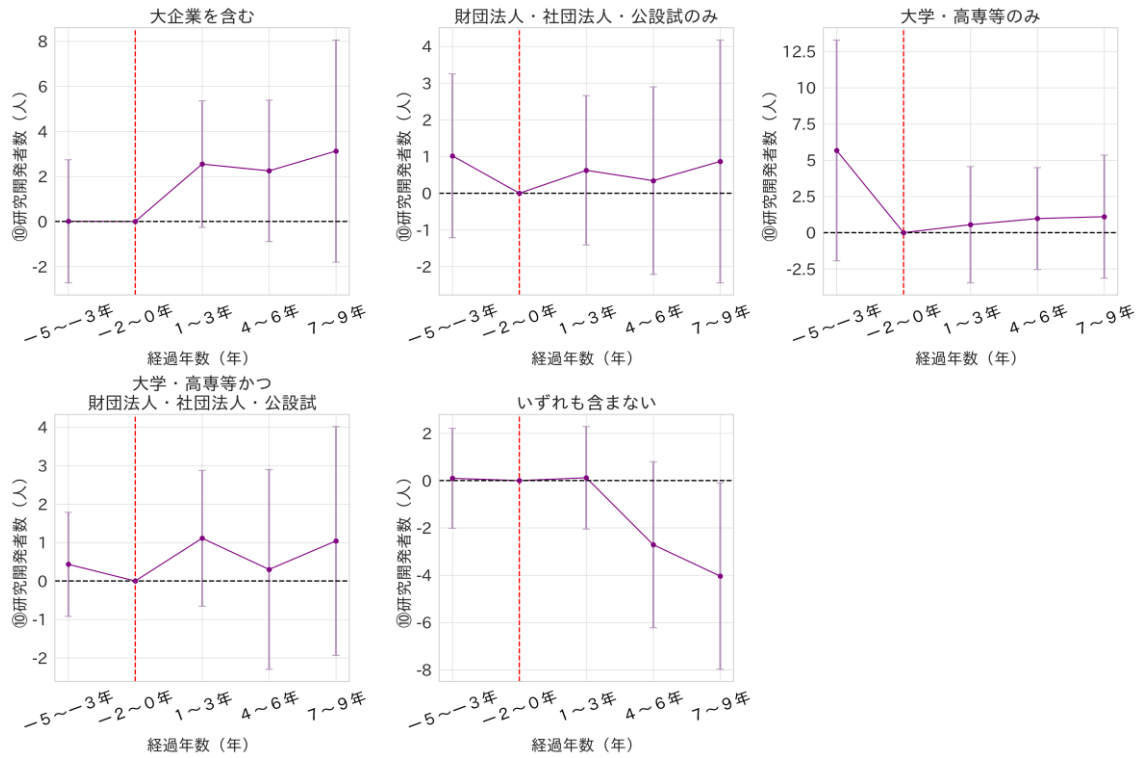 大企業を含む
8
6
4
2
0
-2
⑩研究開発者数（人）
－5～－3年
－2～0年
1～3年
4～6年
7～9年
経過年数（年）
財団法人・社団法人・公設試のみ
4
3
2
1
0
-1
-2
⑩研究開発者数（人）
－5～－3年
－2～0年
1～3年
4～6年
7～9年
経過年数（年）
大学・高専等のみ
12.5
10
7.5
5
2.5
0
-2.5
⑩研究開発者数（人）
－5～－3年
－2～0年
1～3年
4～6年
7～9年
経過年数（年）
大学・高専等かつ
財団法人・社団法人・公設試
4
3
2
1
0
-1
-2
⑩研究開発者数（人）
－5～－3年
－2～0年
1～3年
4～6年
7～9年
経過年数（年）
いずれも含まない
2
0
-2
-4
-6
-8
⑩研究開発者数（人）
－5～－3年
－2～0年
1～3年
4～6年
7～9年
経過年数（年）